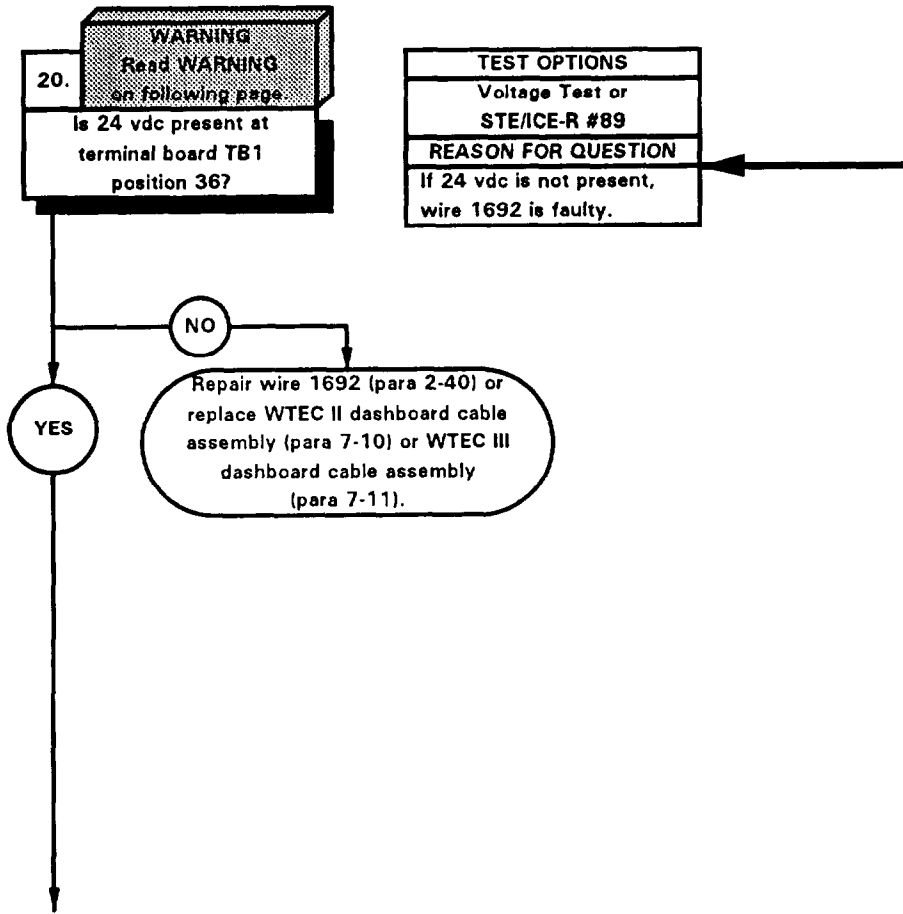 WARNING
Read WARNING
on following page
20.
Is 24 vdc present at
terminal board TB1
position 36?
TEST OPTIONS
Voltage Test or
STE/ICE-R #89
REASON FOR QUESTION
If 24 vdc is not present,
wire 1692 is faulty.
NO
YES
Repair wire 1692 (para 2-40) or
replace WTEC II dashboard cable
assembly (para 7-10) or WTEC III
dashboard cable assembly
(para 7-11).